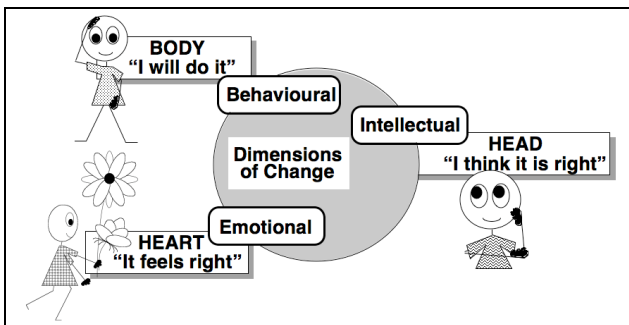 BODY
“I will do it”
Behavioural
Intellectual
HEAD
“I think it is right”
Dimensions
of Change
Emotional
HEART
“It feels right”